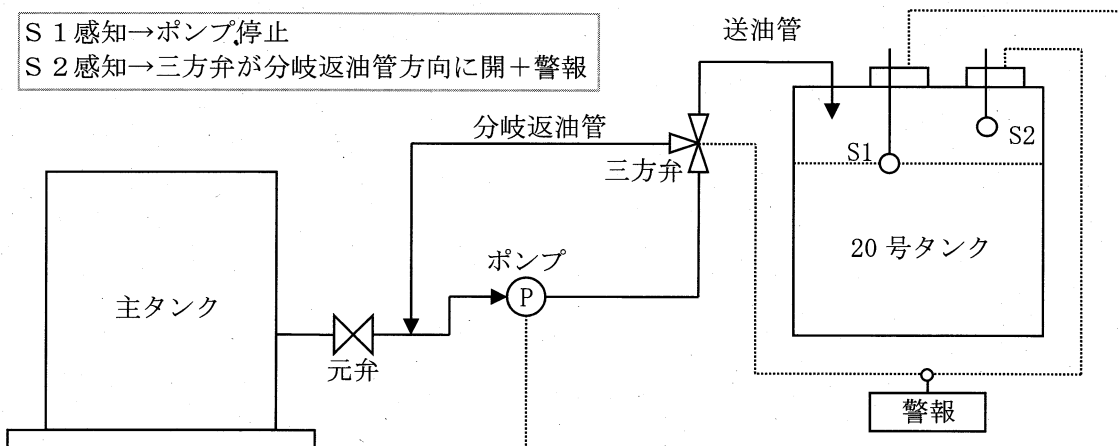 S1感知→ポンプ停止
S2感知→三方弁が分岐返油管方向に開+警報
送油管
分岐返油管
三方弁
S1
S2
20号タンク
ポンプ
P
主タンク
元弁
警報